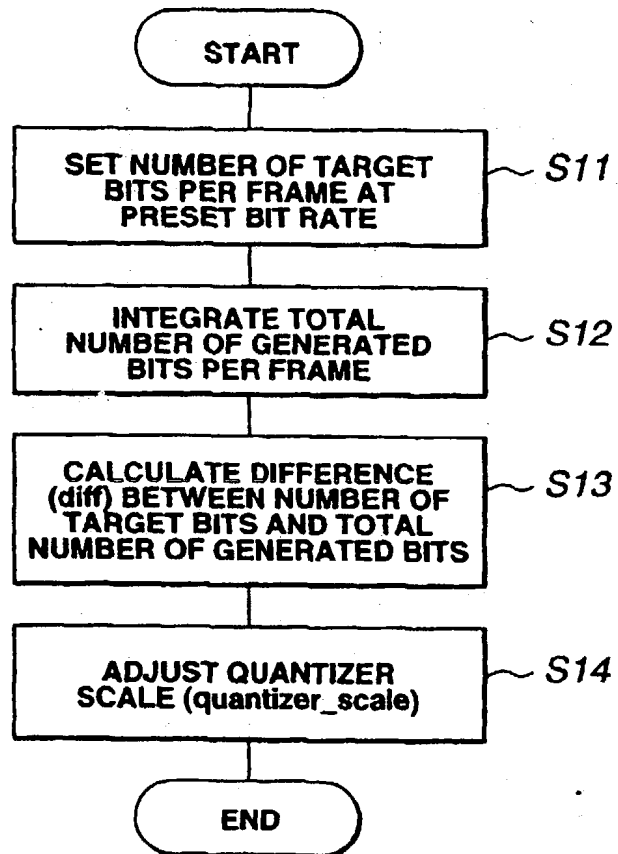 START
SET NUMBER OF TARGET
BITS PER FRAME AT
PRESET BIT RATE
S11
INTEGRATE TOTAL
NUMBER OF GENERATED
BITS PER FRAME
S12
CALCULATE DIFFERENCE
(diff) BETWEEN NUMBER OF
TARGET BITS AND TOTAL
NUMBER OF GENERATED BITS
S13
ADJUST QUANTIZER
SCALE (quantizer_scale)
S14
END